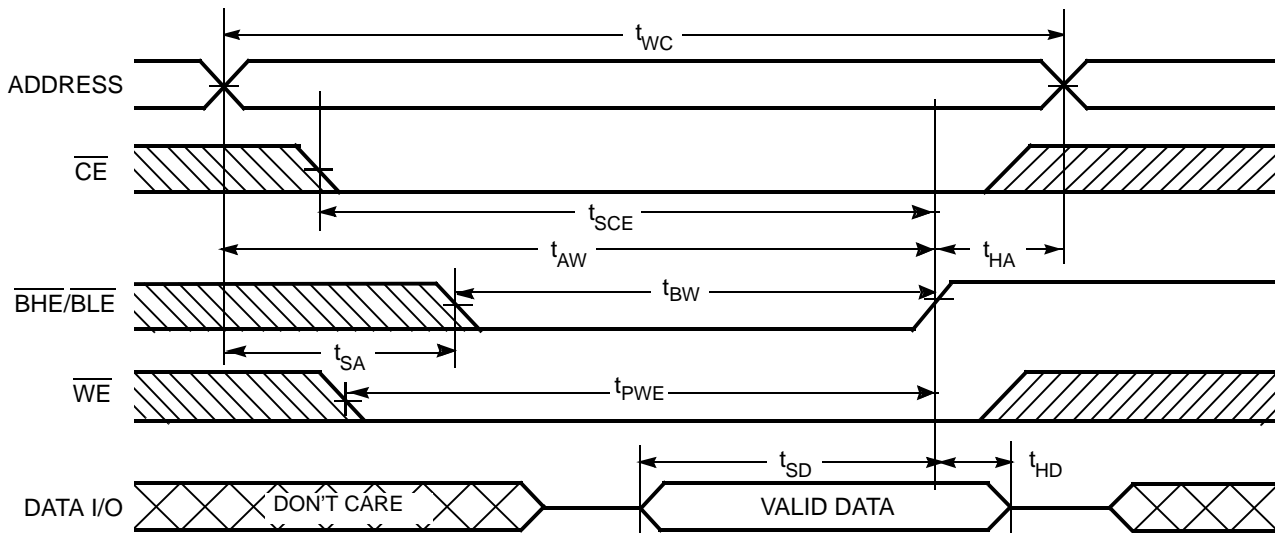 tWC
ADDRESS
CE
tSCE
tAW
tHA
BHE/BLE
tBW
tSA
WE
tPWE
tSD
tHD
DATA I/O
DON'T CARE
VALID DATA